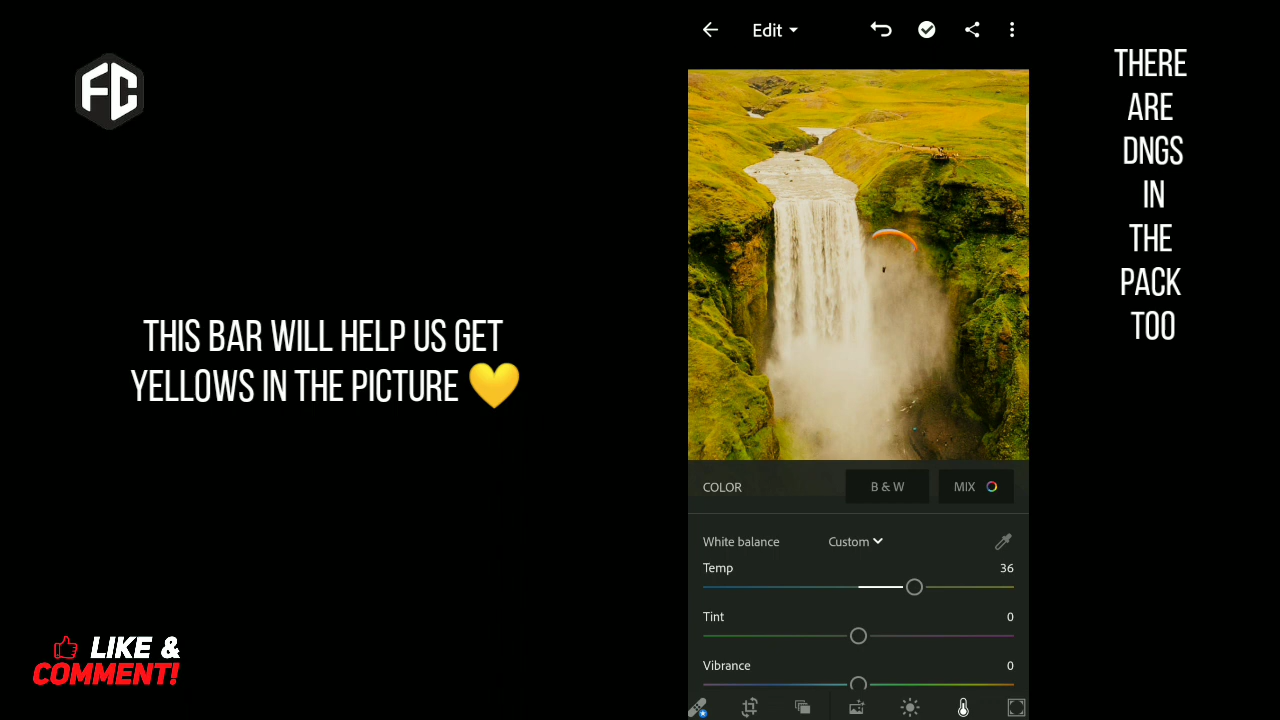 FC
THIS BAR WILL HELP US GET
YELLOWS IN THE PICTURE 💛
LIKE &
COMMENT!
Edit
COLOR
B & W
MIX
White balance
Custom
Temp
36
Tint
0
Vibrance
0
THERE
ARE
DNGS
IN
THE
PACK
TOO